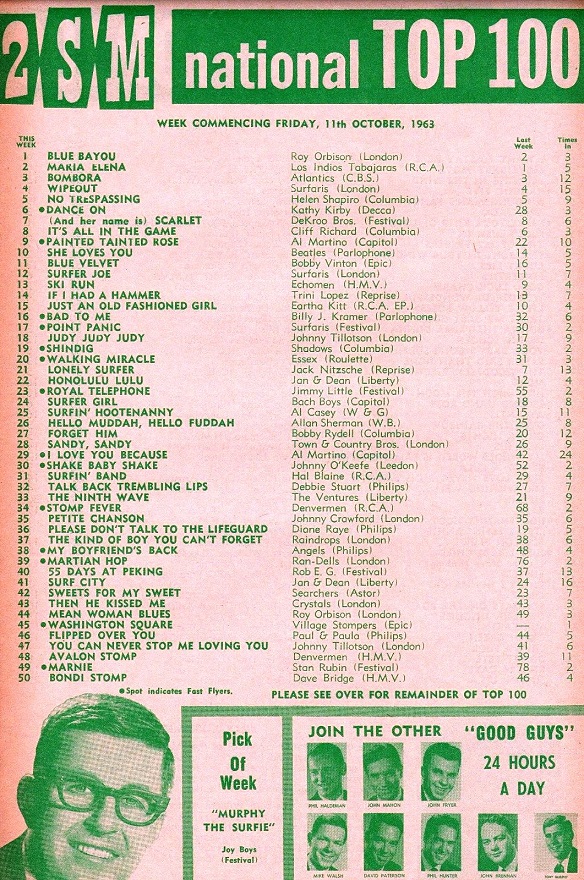 2SM national TOP 100
WEEK COMMENCING FRIDAY, 11th OCTOBER, 1963
THIS WEEK Last Week Times In
1 BLUE BAYOU Roy Orbison (London) 2 3
2 MARIA ELENA Los Indios Tabajaras (R.C.A.) 1 5
3 BOMBORA Atlantics (C.B.S.) 3 12
4 WIPEOUT Surfaris (London) 4 15
5 NO TRESPASSING Helen Shapiro (Columbia) 5 9
6 ●DANCE ON Kathy Kirby (Decca) 28 3
7 (And her name is) SCARLET DeKroo Bros. (Festival) 8 6
8 IT'S ALL IN THE GAME Cliff Richard (Columbia) 6 3
9 ●PAINTED TAINTED ROSE Al Martino (Capitol) 22 10
10 SHE LOVES YOU Beatles (Parlophone) 14 5
11 BLUE VELVET Bobby Vinton (Epic) 16 5
12 SURFER JOE Surfaris (London) 11 7
13 SKI RUN Echomen (H.M.V.) 9 4
14 IF I HAD A HAMMER Trini Lopez (Reprise) 13 7
15 JUST AN OLD FASHIONED GIRL Eartha Kitt (R.C.A. EP.) 10 4
16 ●BAD TO ME Billy J. Kramer (Parlophone) 32 6
17 ●POINT PANIC Surfaris (Festival) 30 2
18 JUDY JUDY JUDY Johnny Tillotson (London) 17 9
19 ●SHINDIG Shadows (Columbia) 33 2
20 ●WALKING MIRACLE Essex (Roulette) 31 3
21 LONELY SURFER Jack Nitzsche (Reprise) 7 13
22 HONOLULU LULU Jan & Dean (Liberty) 12 4
23 ●ROYAL TELEPHONE Jimmy Little (Festival) 55 2
24 SURFER GIRL Bach Boys (Capitol) 18 8
25 SURFIN' HOOTENANNY Al Casey (W & G) 15 11
26 HELLO MUDDAH, HELLO FUDDAH Allan Sherman (W.B.) 25 8
27 FORGET HIM Bobby Rydell (Columbia) 20 12
28 SANDY, SANDY Town & Country Bros. (London) 26 9
29 ●I LOVE YOU BECAUSE Al Martino (Capitol) 42 24
30 ●SHAKE BABY SHAKE Johnny O'Keefe (Leedon) 52 2
31 SURFIN' BAND Hal Blaine (R.C.A.) 29 4
32 TALK BACK TREMBLING LIPS Debbie Stuart (Philips) 27 7
33 THE NINTH WAVE The Ventures (Liberty) 21 9
34 ●STOMP FEVER Denvermen (R.C.A.) 68 2
35 PETITE CHANSON Johnny Crawford (London) 35 6
36 PLEASE DON'T TALK TO THE LIFEGUARD Diane Raye (Philips) 19 5
37 THE KIND OF BOY YOU CAN'T FORGET Raindrops (London) 38 6
38 ●MY BOYFRIEND'S BACK Angels (Philips) 48 4
39 ●MARTIAN HOP Ran-Dells (London) 76 2
40 55 DAYS AT PEKING Rob E. G. (Festival) 37 13
41 SURF CITY Jan & Dean (Liberty) 24 16
42 SWEETS FOR MY SWEET Searchers (Astor) 23 7
43 THEN HE KISSED ME Crystals (London) 43 3
44 MEAN WOMAN BLUES Roy Orbison (London) 49 3
45 ●WASHINGTON SQUARE Village Stompers (Epic) — 1
46 FLIPPED OVER YOU Paul & Paula (Philips) 44 5
47 YOU CAN NEVER STOP ME LOVING YOU Johnny Tillotson (London) 41 6
48 AVALON STOMP Denvermen (H.M.V.) 39 11
49 ●MARNIE Stan Rubin (Festival) 78 2
50 BONDI STOMP Dave Bridge (H.M.V.) 46 4
●Spot indicates Fast Flyers. PLEASE SEE OVER FOR REMAINDER OF TOP 100
Pick
Of
Week
"MURPHY
THE SURFIE"
Joy Boys
(Festival)
JOIN THE OTHER "GOOD GUYS"
24 HOURS
A DAY
PHIL HALDEMAN JOHN MAHON JOHN FRYER
MIKE WALSH DAVID PATERSON PHIL HUNTER JOHN BRENNAN TONY MURPHY